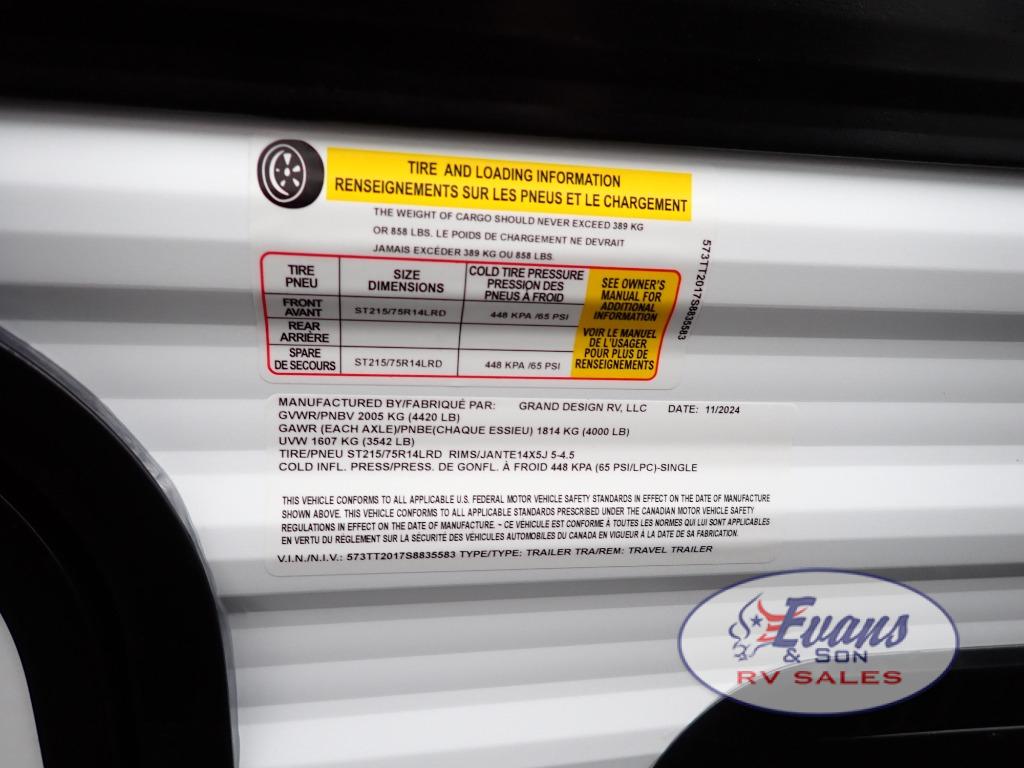 TIRE AND LOADING INFORMATION
RENSEIGNEMENTS SUR LES PNEUS ET LE CHARGEMENT
THE WEIGHT OF CARGO SHOULD NEVER EXCEED 389 KG
OR 858 LBS. LE POIDS DE CHARGEMENT NE DEVRAIT
JAMAIS EXCÉDER 389 KG OU 858 LBS.
TIRE
PNEU
SIZE
DIMENSIONS
COLD TIRE PRESSURE
PRESSION DES
PNEUS À FROID
SEE OWNER'S
MANUAL FOR
ADDITIONAL
INFORMATION
VOIR LE MANUEL
DE L'USAGER
POUR PLUS DE
RENSEIGNEMENTS
FRONT
AVANT
ST215/75R14LRD
448 KPA /65 PSI
REAR
ARRIÈRE
SPARE
DE SECOURS
ST215/75R14LRD
448 KPA /65 PSI
573TT2017S8835583
MANUFACTURED BY/FABRIQUÉ PAR: GRAND DESIGN RV, LLC DATE: 11/2024
GVWR/PNBV 2005 KG (4420 LB)
GAWR (EACH AXLE)/PNBE(CHAQUE ESSIEU) 1814 KG (4000 LB)
UVW 1607 KG (3542 LB)
TIRE/PNEU ST215/75R14LRD RIMS/JANTE14X5J 5-4.5
COLD INFL. PRESS/PRESS. DE GONFL. À FROID 448 KPA (65 PSI/LPC)-SINGLE
THIS VEHICLE CONFORMS TO ALL APPLICABLE U.S. FEDERAL MOTOR VEHICLE SAFETY STANDARDS IN EFFECT ON THE DATE OF MANUFACTURE
SHOWN ABOVE. THIS VEHICLE CONFORMS TO ALL APPLICABLE STANDARDS PRESCRIBED UNDER THE CANADIAN MOTOR VEHICLE SAFETY
REGULATIONS IN EFFECT ON THE DATE OF MANUFACTURE. - CE VÉHICULE EST CONFORME À TOUTES LES NORMES QUI LUI SONT APPLICABLES
EN VERTU DU RÈGLEMENT SUR LA SÉCURITÉ DES VÉHICULES AUTOMOBILES DU CANADA EN VIGUEUR À LA DATE DE SA FABRICATION.
V.I.N./N.I.V.: 573TT2017S8835583 TYPE/TYPE: TRAILER TRA/REM: TRAVEL TRAILER
Evans
& SON
RV SALES